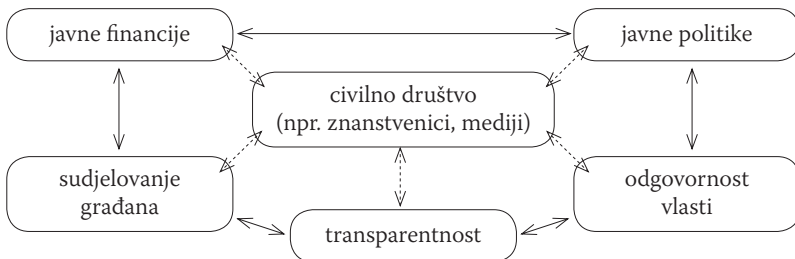 javne financije
javne politike
civilno društvo
(npr. znanstvenici, mediji)
sudjelovanje
građana
odgovornost
vlasti
transparentnost